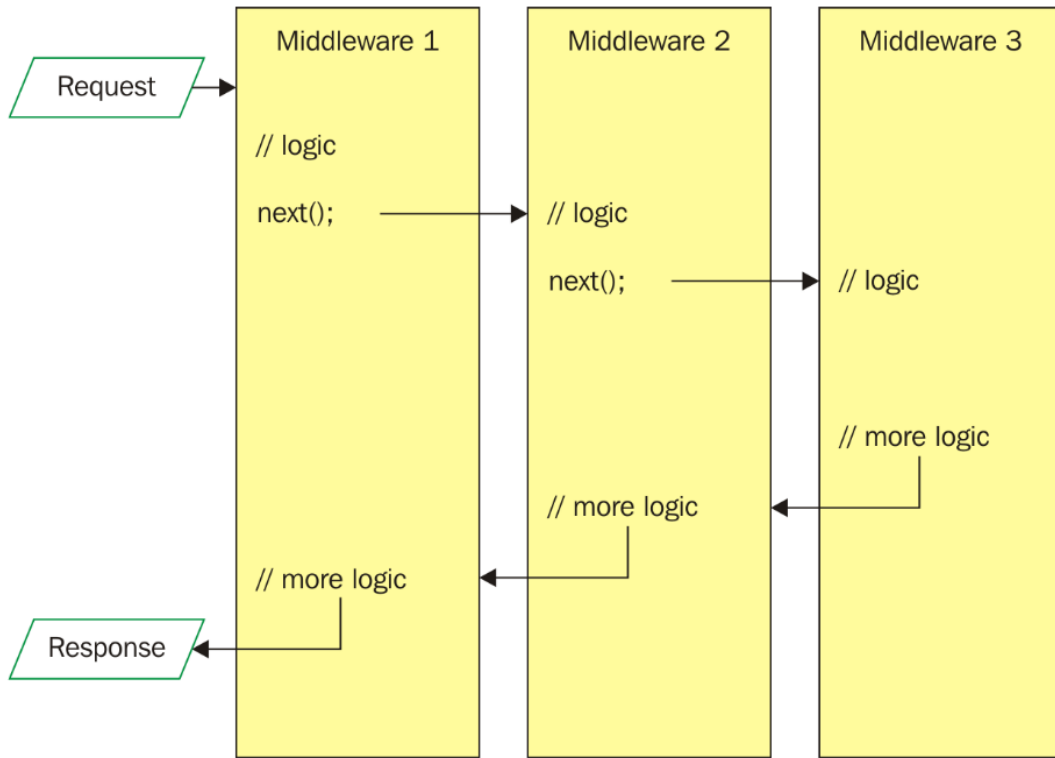 Middleware 1
Middleware 2
Middleware 3
Request
// logic
next();
// logic
next();
// logic
// more logic
// more logic
// more logic
Response